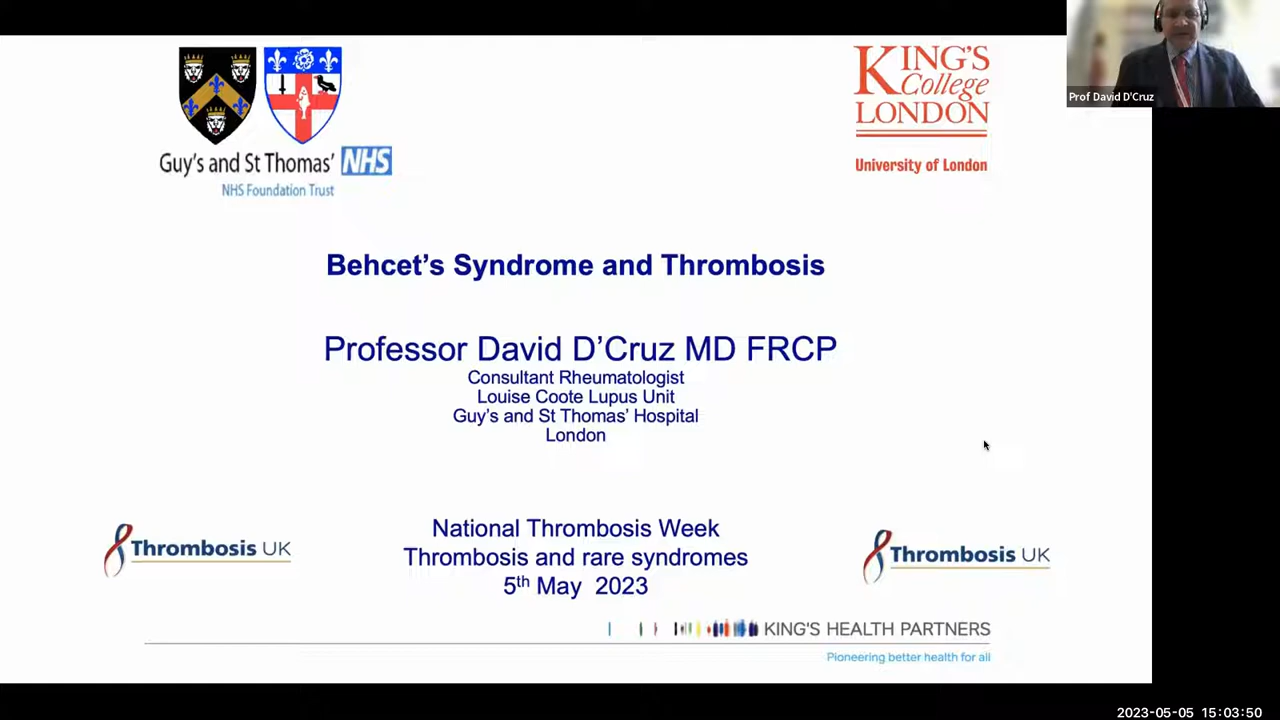 Guy's and St Thomas' NHS
NHS Foundation Trust
KING'S
College
LONDON
University of London
Prof David D'Cruz
Behcet's Syndrome and Thrombosis
Professor David D'Cruz MD FRCP
Consultant Rheumatologist
Louise Coote Lupus Unit
Guy's and St Thomas' Hospital
London
National Thrombosis Week
Thrombosis and rare syndromes
5th May 2023
Thrombosis UK
Thrombosis UK
KING'S HEALTH PARTNERS
Pioneering better health for all
2023-05-05 15:03:50